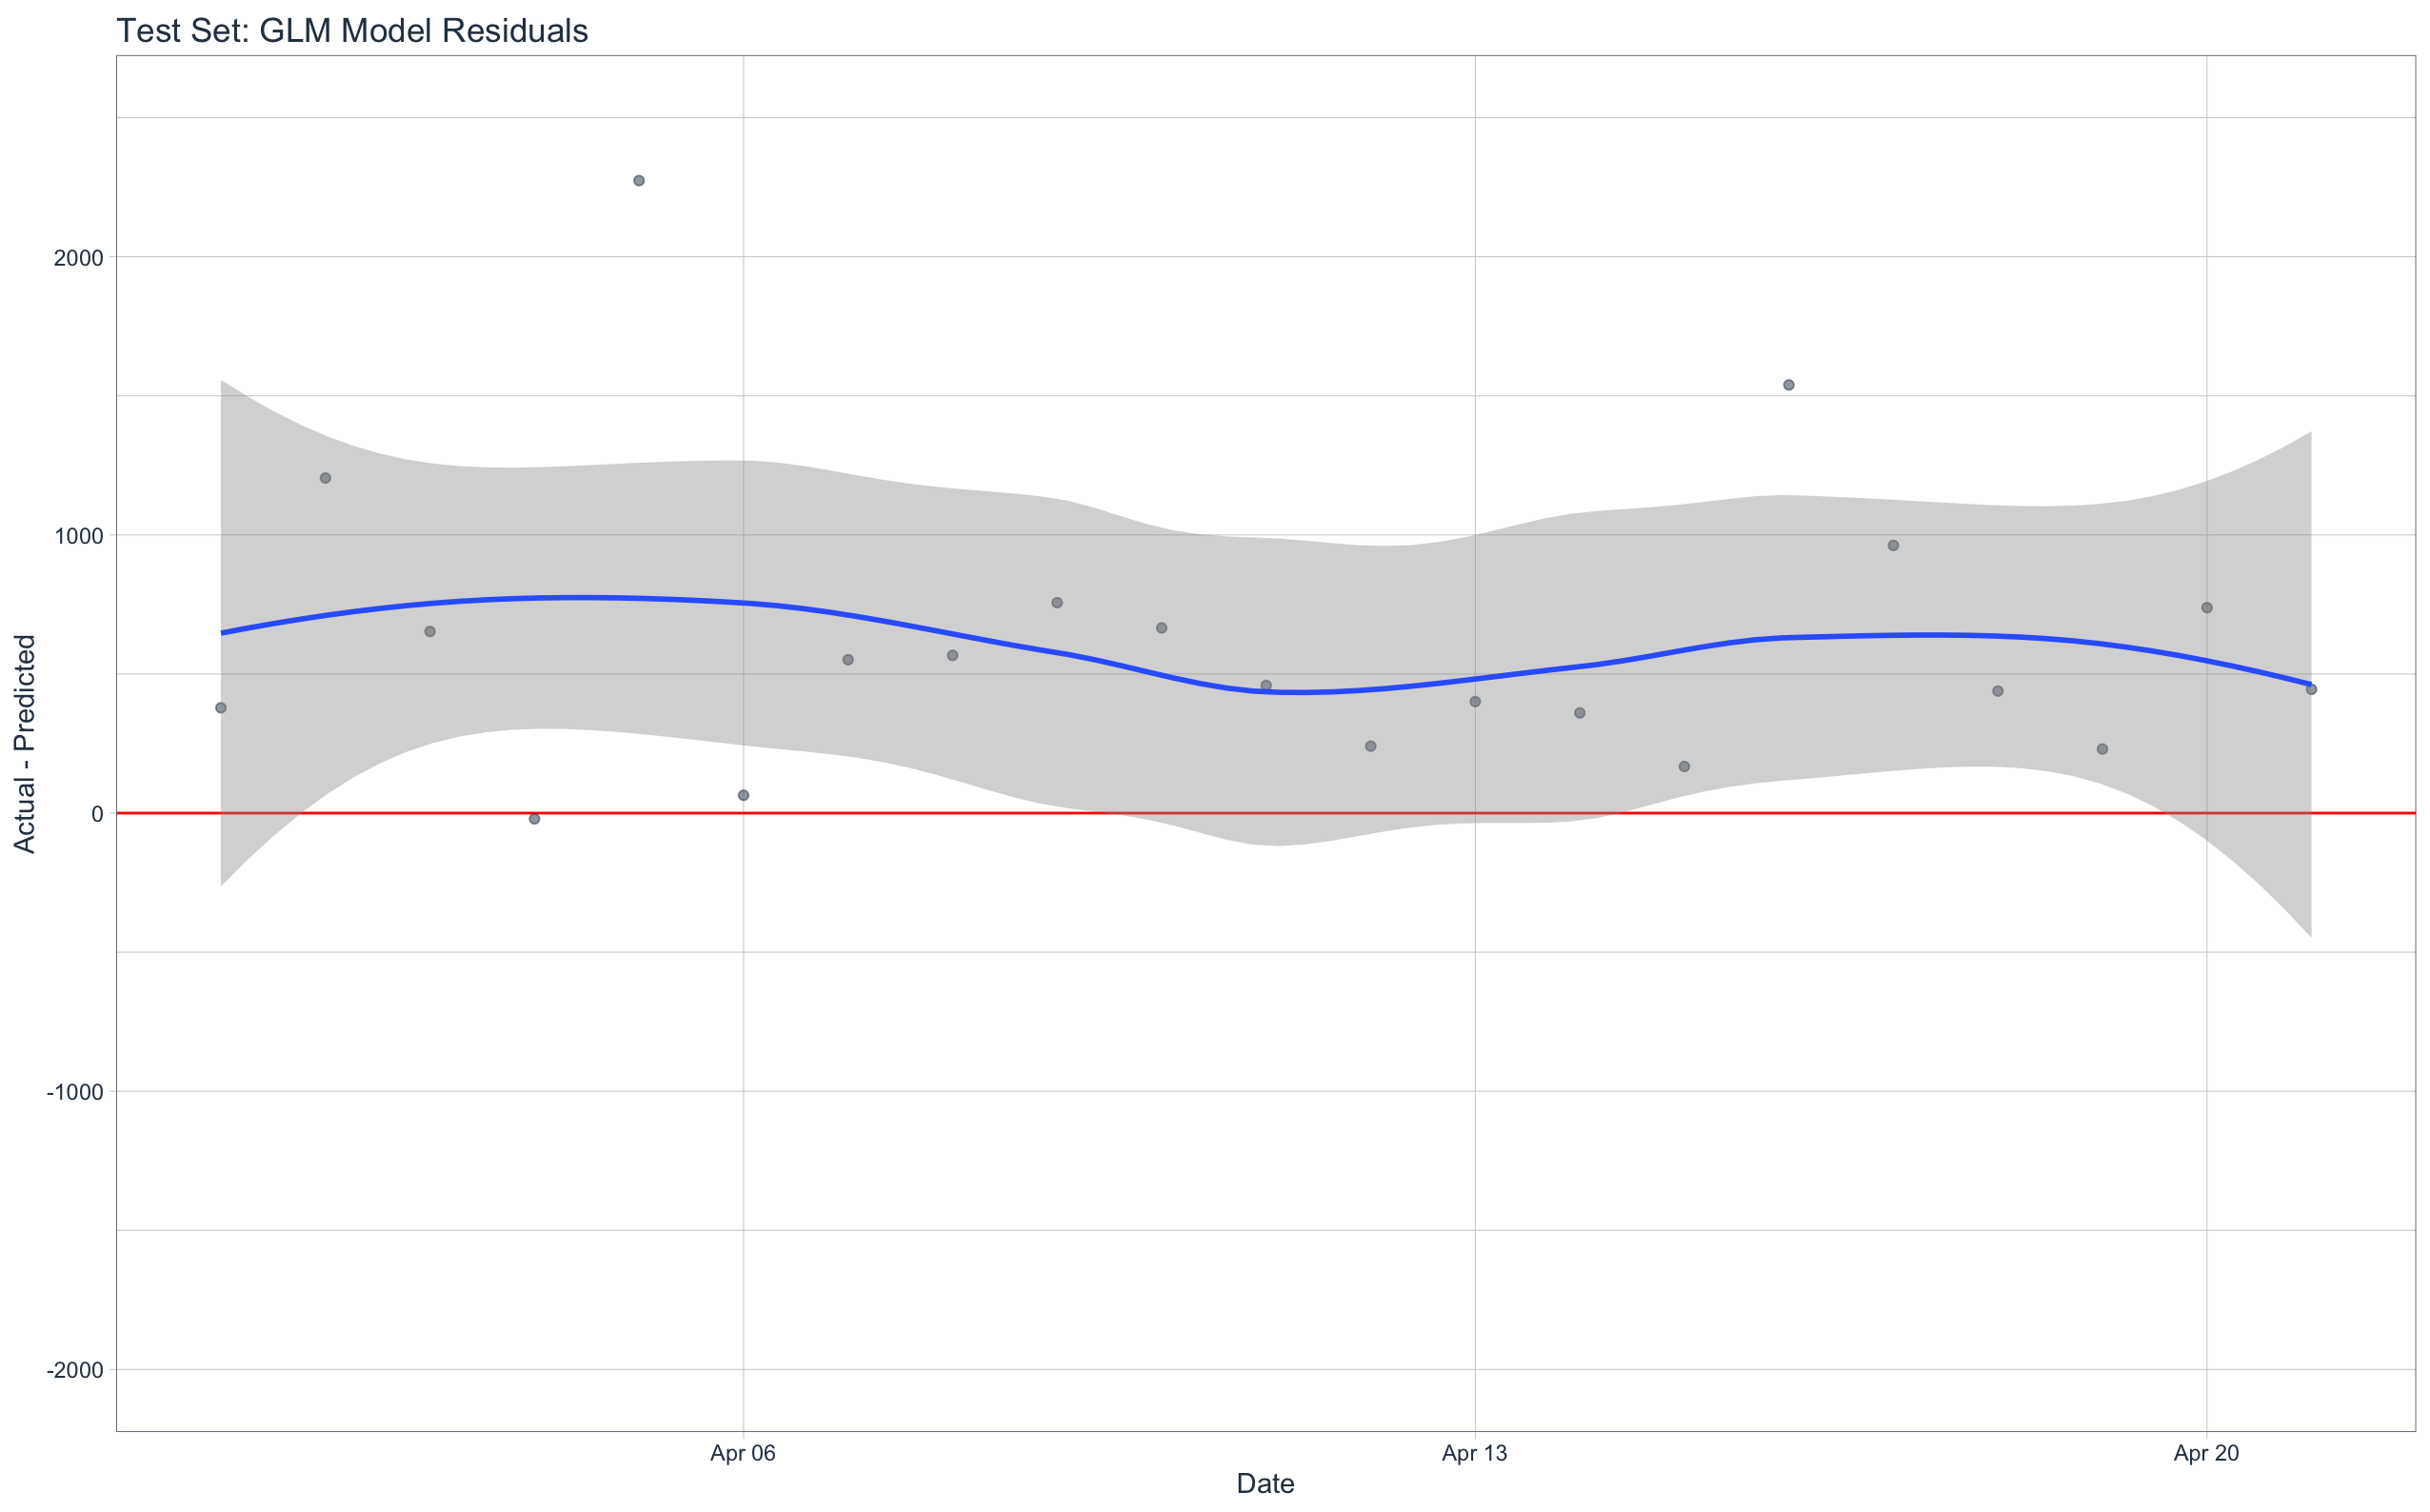 Test Set: GLM Model Residuals
Actual - Predicted
2000
1000
0
-1000
-2000
Apr 06
Apr 13
Apr 20
Date